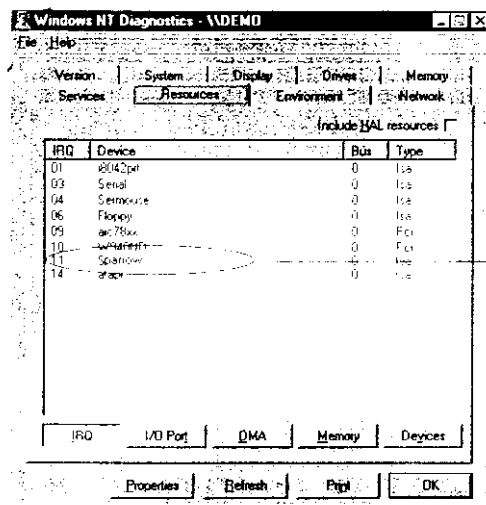 Windows NT Diagnostics - \\DEMO
File Help
Version System Display Drives Memory
Services Resources Environment Network
Include HAL resources
IRQ Device Bus Type
01 i8042prt 0 Isa
03 Serial 0 Isa
04 Sermouse 0 Isa
06 Floppy 0 Isa
09 aic78xx 0 Pci
10 0 Pci
11 Sparrow 0 Isa
14 atapi 0 Isa
IRQ I/O Port DMA Memory Devices
Properties Refresh Print OK